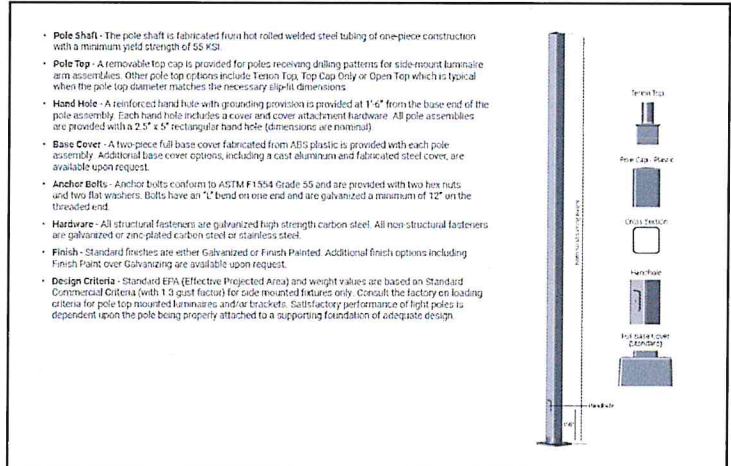 • Pole Shaft - The pole shaft is fabricated from hot rolled welded steel tubing of one-piece construction
with a minimum yield strength of 55 KSI.
• Pole Top - A removable top cap is provided for poles receiving drilling patterns for side-mount luminaire
arm assemblies. Other pole top options include Tenon Top, Top Cap Only or Open Top which is typical
when the pole top diameter matches the necessary slip-fit dimensions.
• Hand Hole - A reinforced hand hole with grounding provision is provided at 1'-6" from the base end of the
pole assembly. Each hand hole includes a cover and cover attachment hardware. All pole assemblies
are provided with a 2.5" x 5" rectangular hand hole (dimensions are nominal).
• Base Cover - A two-piece full base cover fabricated from ABS plastic is provided with each pole
assembly. Additional base cover options, including a cast aluminum and fabricated steel cover, are
available upon request.
• Anchor Bolts - Anchor bolts conform to ASTM F1554 Grade 55 and are provided with two hex nuts
and two flat washers. Bolts have an "L" bend on one end and are galvanized a minimum of 12" on the
threaded end.
• Hardware - All structural fasteners are galvanized high strength carbon steel. All non-structural fasteners
are galvanized or zinc-plated carbon steel or stainless steel.
• Finish - Standard finishes are either Galvanized or Finish Painted. Additional finish options including
Finish Paint over Galvanizing are available upon request.
• Design Criteria - Standard EPA (Effective Projected Area) and weight values are based on Standard
Commercial Criteria (with 1.3 gust factor) for side mounted fixtures only. Consult the factory on loading
criteria for pole top mounted luminaires and/or brackets. Satisfactory performance of light poles is
dependent upon the pole being properly attached to a supporting foundation of adequate design.
Tenon Top
Pole Cap - Plastic
Cross Section
Handhole
Full Base Cover
(Standard)
Handhole
1'6"